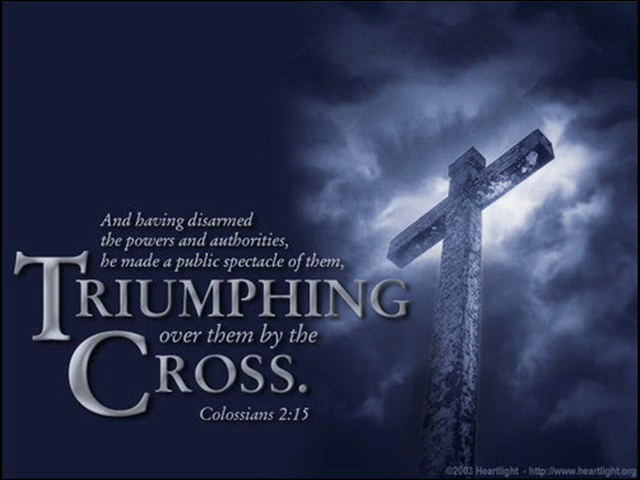 And having disarmed
the powers and authorities,
he made a public spectacle of them,
TRIUMPHING
over them by the
CROSS.
Colossians 2:15
©2003 Heartlight - http://www.heartlight.org